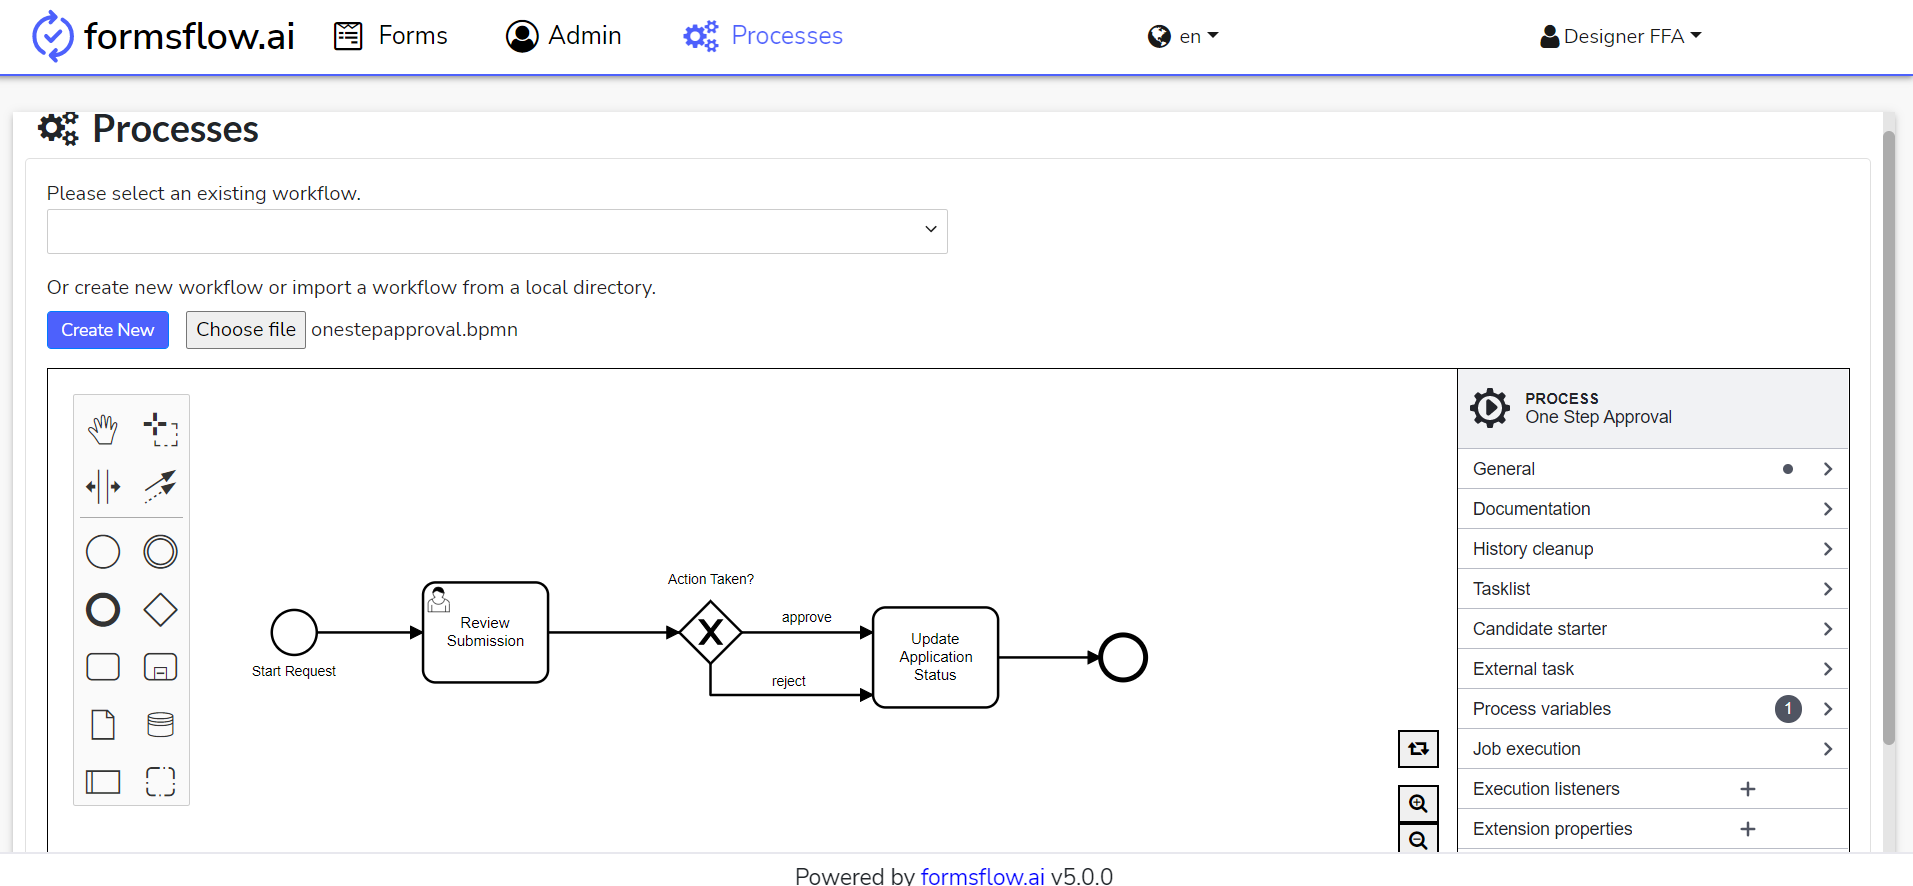 formsflow.ai Forms Admin Processes en Designer FFA
Processes
Please select an existing workflow.
Or create new workflow or import a workflow from a local directory.
Create New Choose file onestepapproval.bpmn
Start Request
Review
Submission
Action Taken?
approve
reject
Update
Application
Status
PROCESS
One Step Approval
General
Documentation
History cleanup
Tasklist
Candidate starter
External task
Process variables 1
Job execution
Execution listeners
Extension properties
Powered by formsflow.ai v5.0.0